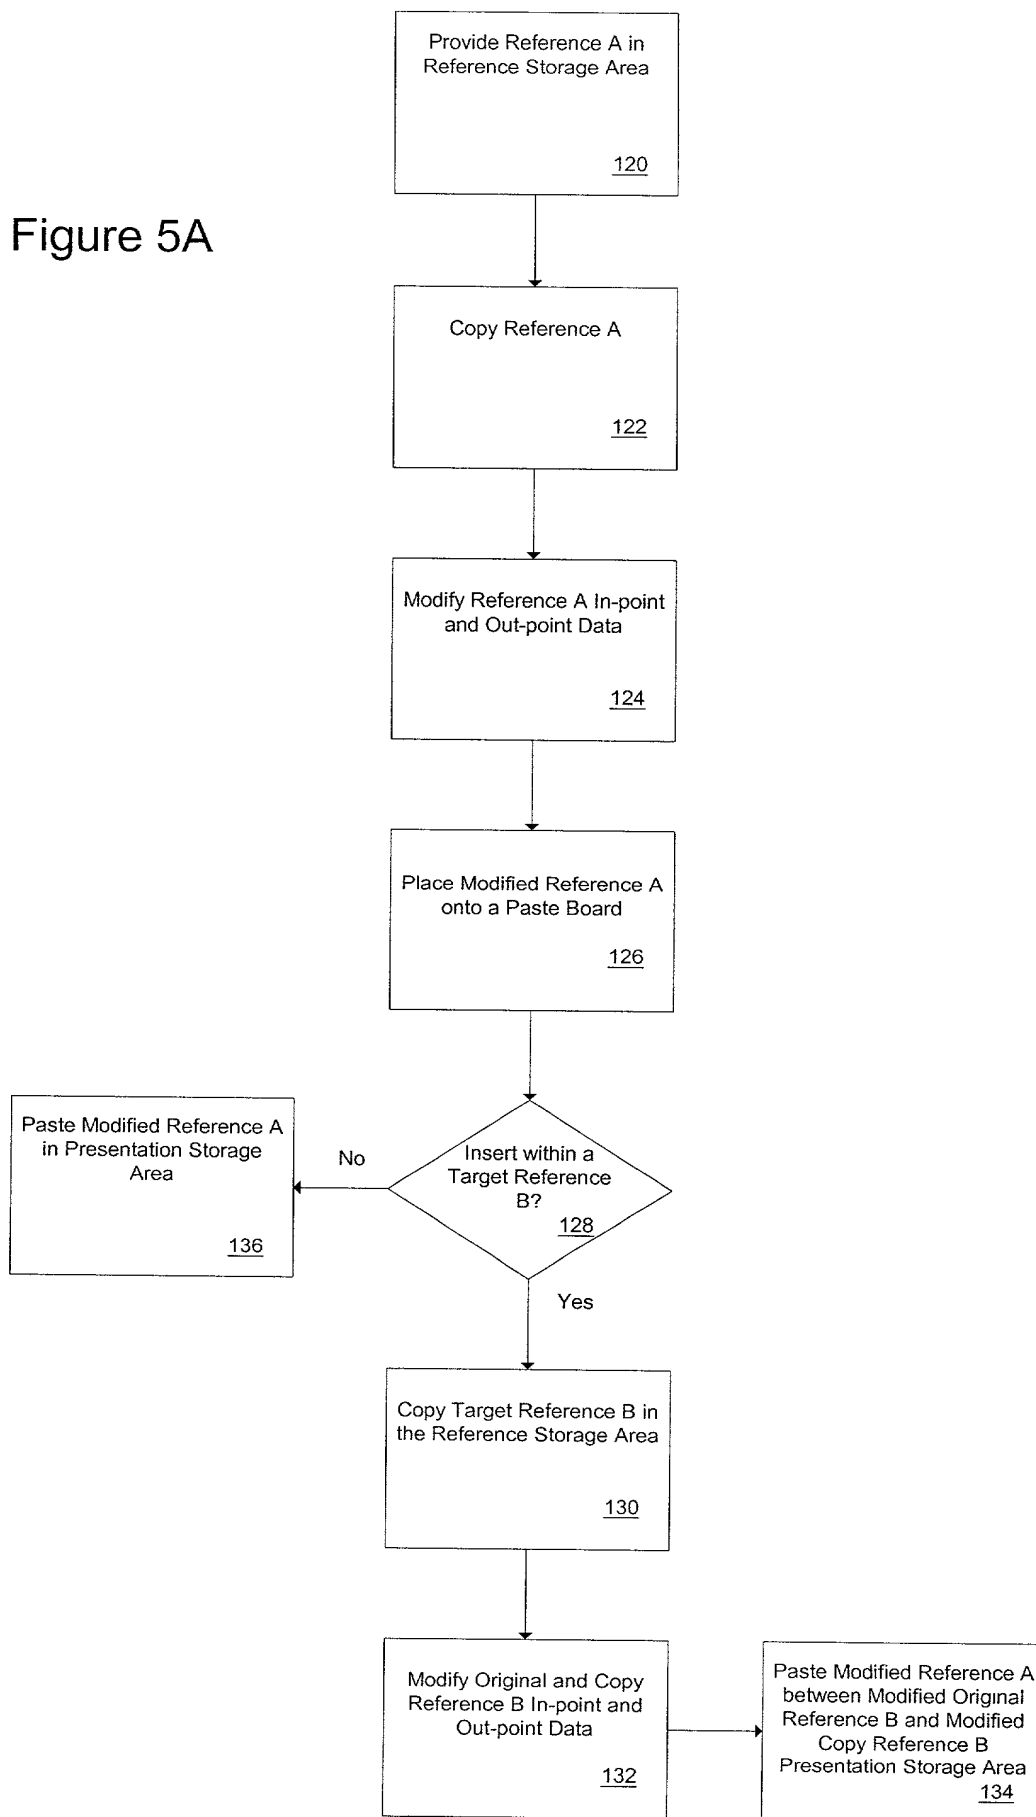 Provide Reference A in
Reference Storage Area
120
Figure 5A
Copy Reference A
122
Modify Reference A In-point
and Out-point Data
124
Place Modified Reference A
onto a Paste Board
126
Paste Modified Reference A
in Presentation Storage
Area
136
No
Insert within a
Target Reference
B?
128
Yes
Copy Target Reference B in
the Reference Storage Area
130
Modify Original and Copy
Reference B In-point and
Out-point Data
132
Paste Modified Reference A
between Modified Original
Reference B and Modified
Copy Reference B
Presentation Storage
Area
134